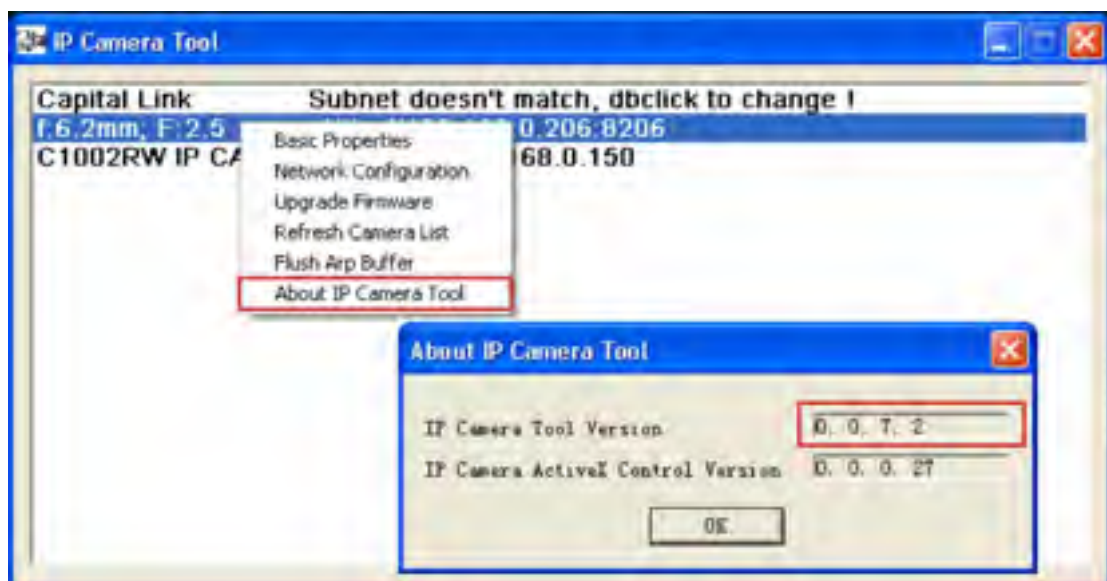 IP Camera Tool
Capital Link Subnet doesn't match, dbclick to change !
f:6.2mm, F:2.5 0.206:8206
C1002RW IP CA 68.0.150
Basic Properties
Network Configuration
Upgrade Firmware
Refresh Camera List
Flush Arp Buffer
About IP Camera Tool
About IP Camera Tool
IP Camera Tool Version 0. 0. 7. 2
IP Camera ActiveX Control Version 0. 0. 0. 27
OK